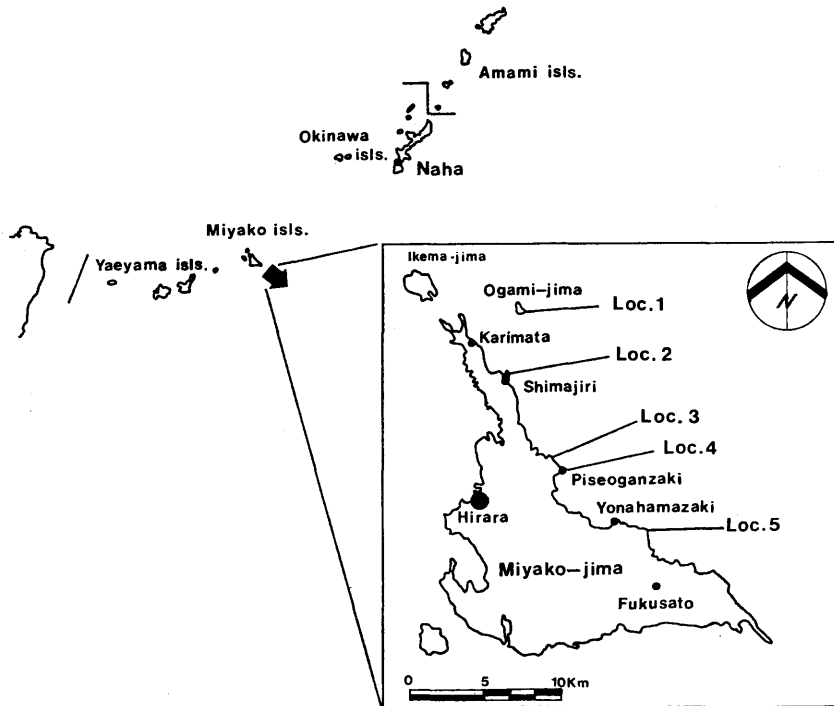 Amami isls.
Okinawa
isls.
Naha
Miyako isls.
Yaeyama isls.
Ikema-jima
Ogami-jima
Loc.1
Karimata
Loc.2
Shimajiri
Loc.3
Loc.4
Piseoganzaki
Yonahamazaki
Hirara
Loc.5
Miyako-jima
Fukusato
N
0 5 10Km